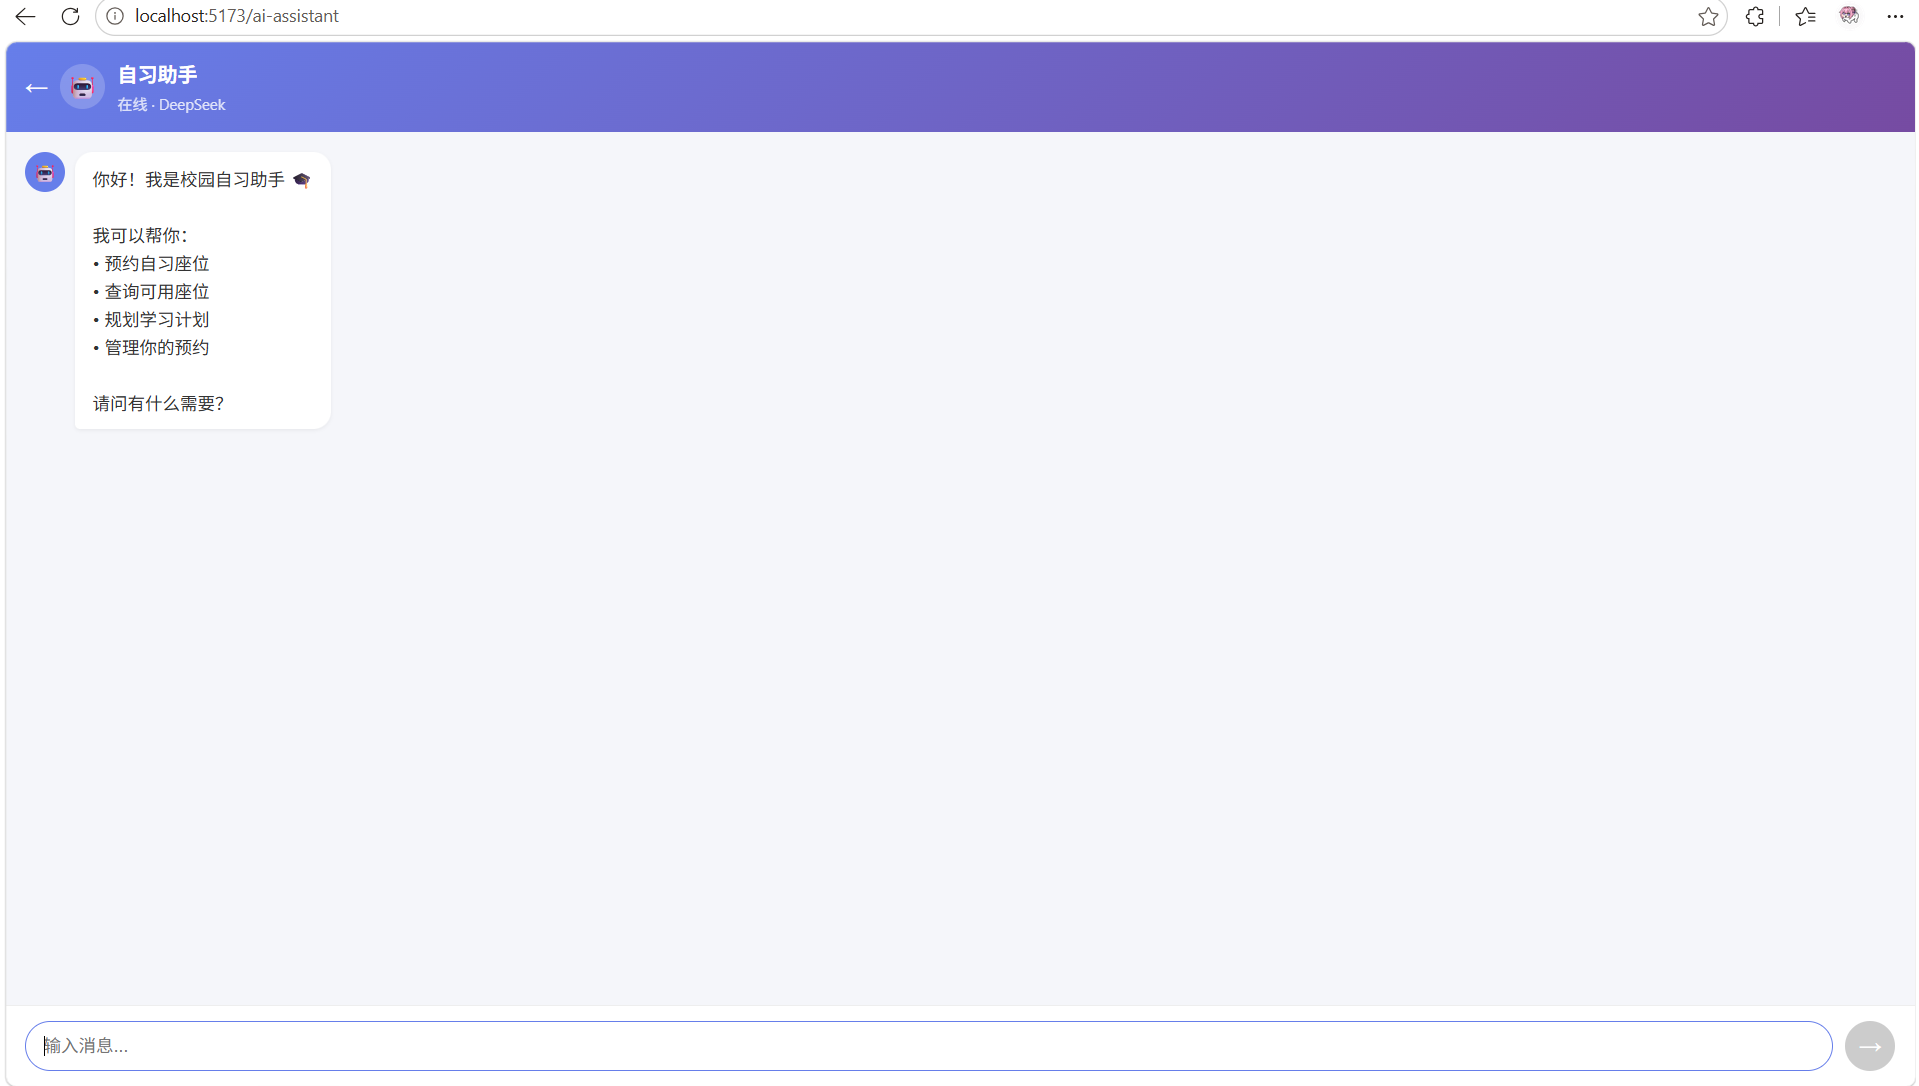 localhost:5173/ai-assistant
自习助手
在线 · DeepSeek
你好！我是校园自习助手 🎓
我可以帮你：
• 预约自习座位
• 查询可用座位
• 规划学习计划
• 管理你的预约
请问有什么需要？
输入消息...